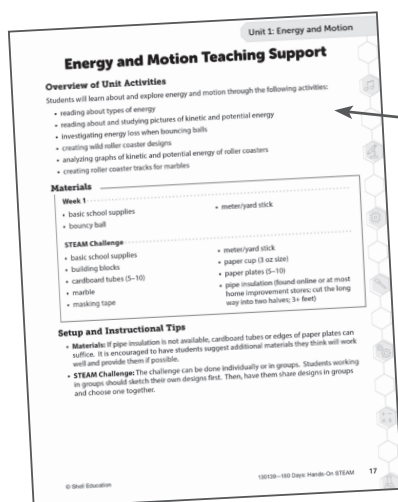 Unit 1: Energy and Motion
Energy and Motion Teaching Support
Overview of Unit Activities
Students will learn about and explore energy and motion through the following activities:
• reading about types of energy
• reading about and studying pictures of kinetic and potential energy
• investigating energy loss when bouncing balls
• creating wild roller coaster designs
• analyzing graphs of kinetic and potential energy of roller coasters
• creating roller coaster tracks for marbles
Materials
Week 1
• basic school supplies
• bouncy ball
• meter/yard stick
STEAM Challenge
• basic school supplies
• building blocks
• cardboard tubes (5–10)
• marble
• masking tape
• meter/yard stick
• paper cup (3 oz size)
• paper plates (5–10)
• pipe insulation (found online or at most
home improvement stores; cut the long
way into two halves; 3+ feet)
Setup and Instructional Tips
• Materials: If pipe insulation is not available, cardboard tubes or edges of paper plates can
suffice. It is encouraged to have students suggest additional materials they think will work
well and provide them if possible.
• STEAM Challenge: The challenge can be done individually or in groups. Students working
in groups should sketch their own designs first. Then, have them share designs in groups
and choose one together.
© Shell Education
130139—180 Days: Hands-On STEAM
17